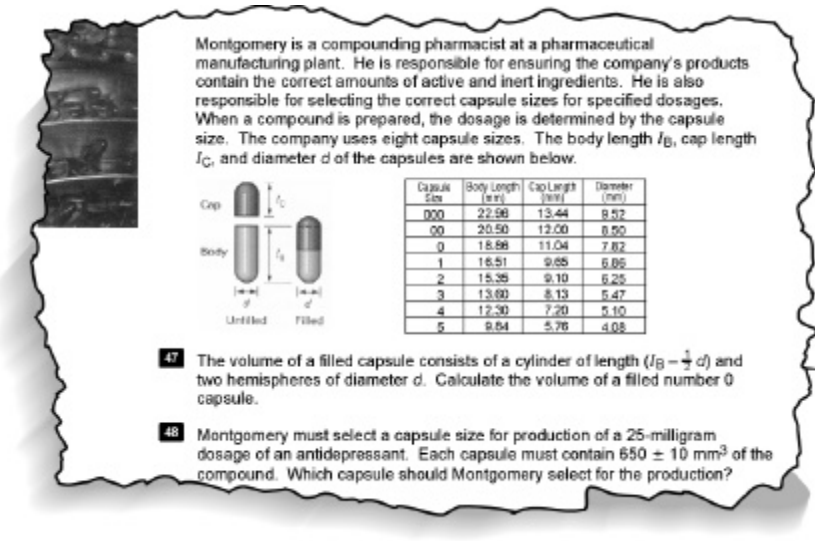 Montgomery is a compounding pharmacist at a pharmaceutical
manufacturing plant. He is responsible for ensuring the company's products
contain the correct amounts of active and inert ingredients. He is also
responsible for selecting the correct capsule sizes for specified dosages.
When a compound is prepared, the dosage is determined by the capsule
size. The company uses eight capsule sizes. The body length lB, cap length
lC, and diameter d of the capsules are shown below.
Cap
lC
Body
lB
d
d
Unfilled Filled
Capsule Size Body Length (mm) Cap Length (mm) Diameter (mm)
000 22.96 13.44 9.52
00 20.50 12.00 8.50
0 18.86 11.04 7.82
1 16.51 9.65 6.86
2 15.35 9.10 6.25
3 13.60 8.13 5.47
4 12.30 7.20 5.10
5 9.84 5.76 4.08
47 The volume of a filled capsule consists of a cylinder of length (lB – ½ d) and
two hemispheres of diameter d. Calculate the volume of a filled number 0
capsule.
48 Montgomery must select a capsule size for production of a 25-milligram
dosage of an antidepressant. Each capsule must contain 650 ± 10 mm³ of the
compound. Which capsule should Montgomery select for the production?